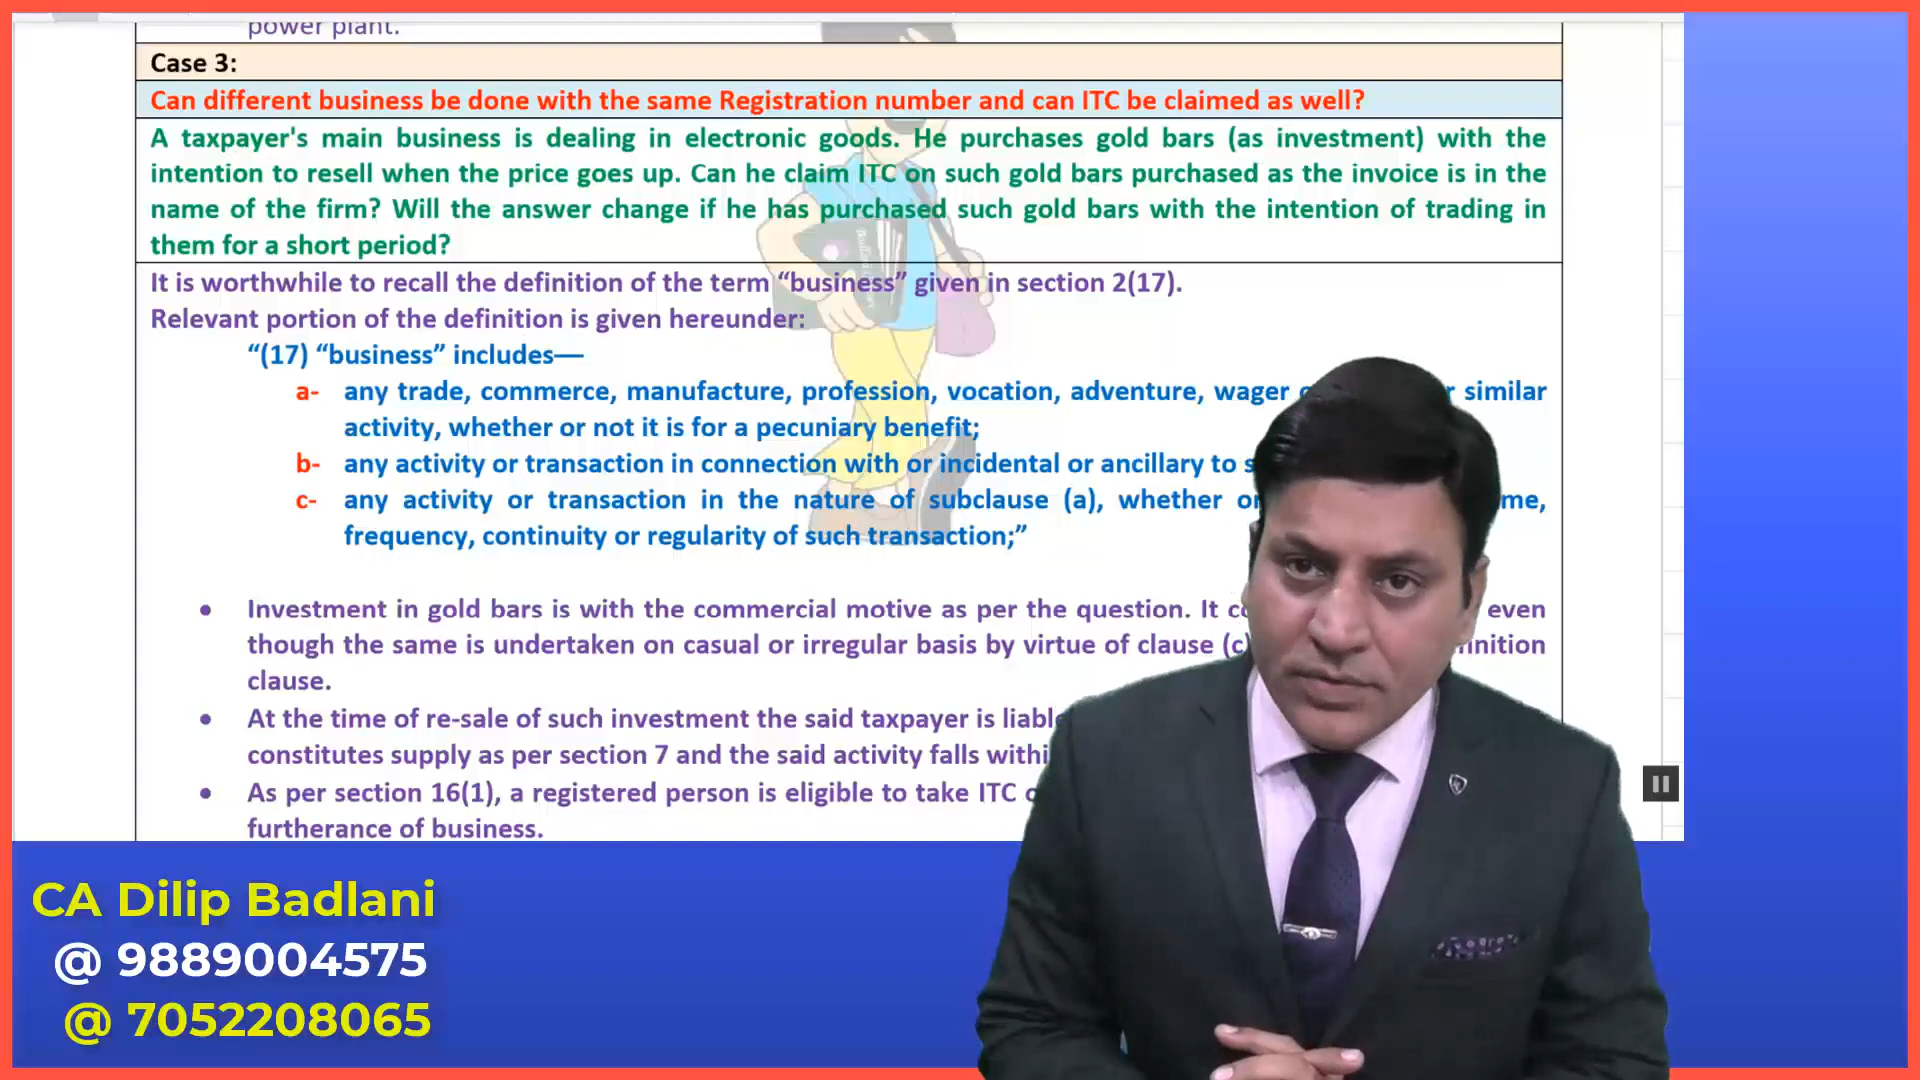 power plant.
Case 3:
Can different business be done with the same Registration number and can ITC be claimed as well?
A taxpayer's main business is dealing in electronic goods. He purchases gold bars (as investment) with the
intention to resell when the price goes up. Can he claim ITC on such gold bars purchased as the invoice is in the
name of the firm? Will the answer change if he has purchased such gold bars with the intention of trading in
them for a short period?
It is worthwhile to recall the definition of the term “business” given in section 2(17).
Relevant portion of the definition is given hereunder:
“(17) “business” includes—
a- any trade, commerce, manufacture, profession, vocation, adventure, wager similar
activity, whether or not it is for a pecuniary benefit;
b- any activity or transaction in connection with or incidental or ancillary to
c- any activity or transaction in the nature of subclause (a), whether or
frequency, continuity or regularity of such transaction;”
• Investment in gold bars is with the commercial motive as per the question. It even
though the same is undertaken on casual or irregular basis by virtue of clause (c)
clause.
• At the time of re-sale of such investment the said taxpayer is
constitutes supply as per section 7 and the said activity falls
• As per section 16(1), a registered person is eligible to take ITC
furtherance of business.
CA Dilip Badlani
@ 9889004575
@ 7052208065